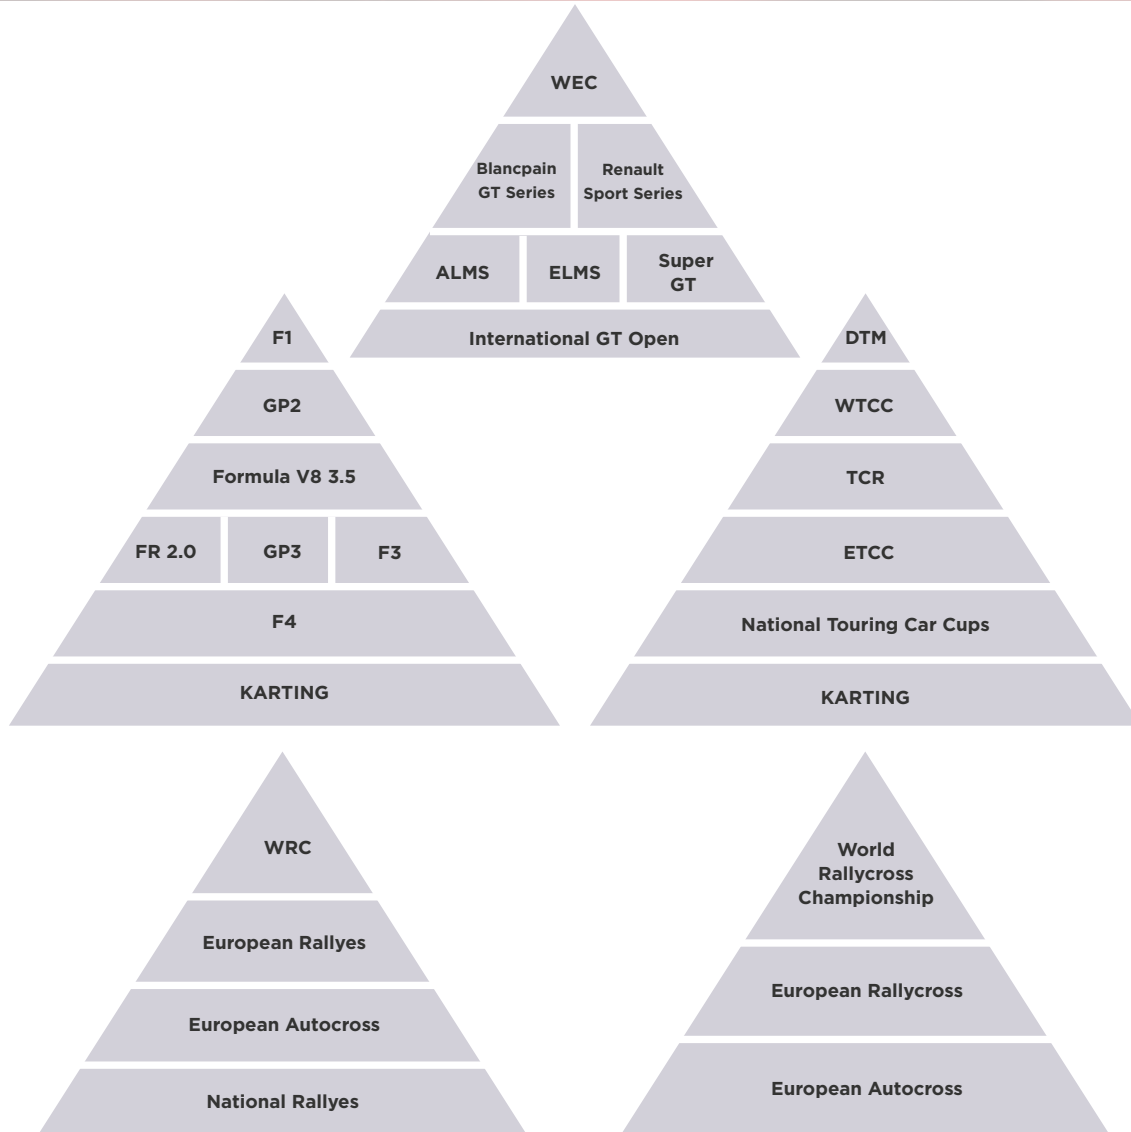 WEC
Blancpain
GT Series
Renault
Sport Series
ALMS
ELMS
Super
GT
International GT Open
F1
GP2
Formula V8 3.5
FR 2.0
GP3
F3
F4
KARTING
DTM
WTCC
TCR
ETCC
National Touring Car Cups
KARTING
WRC
European Rallyes
European Autocross
National Rallyes
World
Rallycross
Championship
European Rallycross
European Autocross